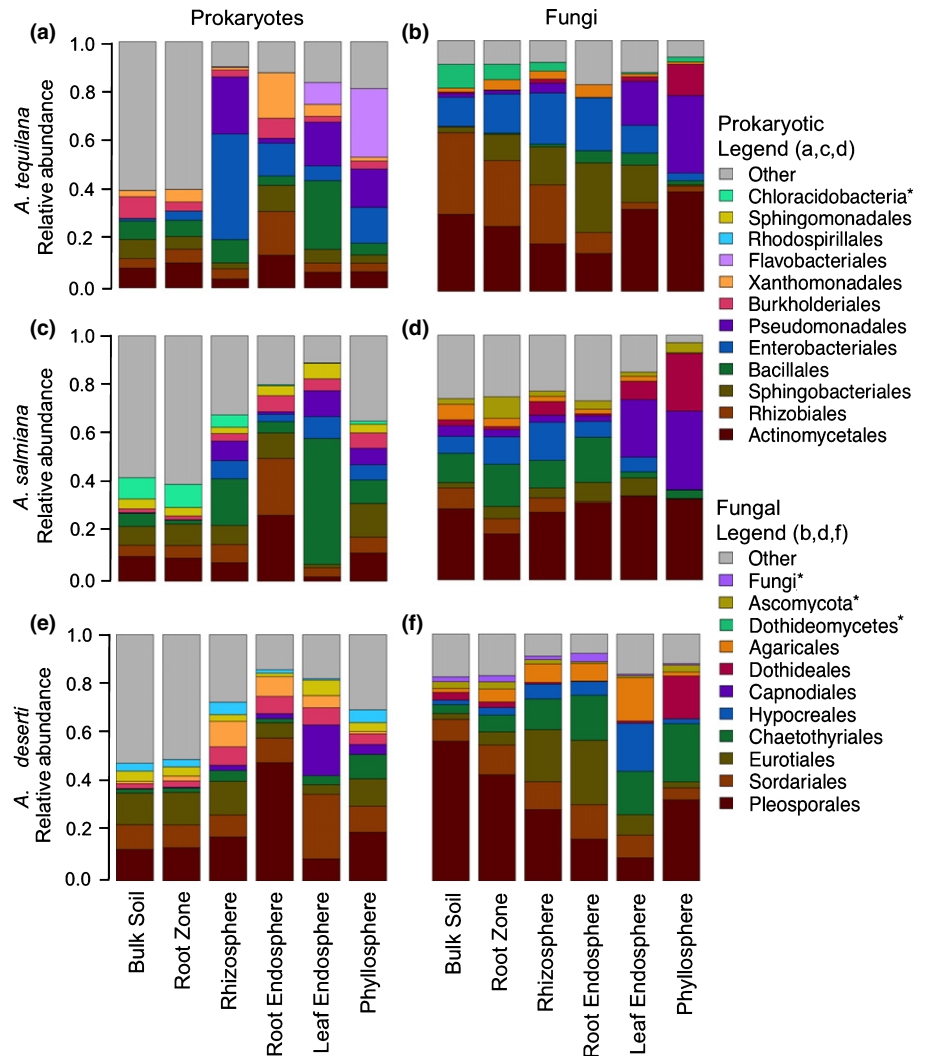 Prokaryotes
Fungi
(a)
(b)
1.0
0.8
0.6
0.4
0.2
0.0
A. tequilana
Relative abundance
(c)
(d)
1.0
0.8
0.6
0.4
0.2
0.0
A. salmiana
Relative abundance
(e)
(f)
1.0
0.8
0.6
0.4
0.2
0.0
A. deserti
Relative abundance
Bulk Soil
Root Zone
Rhizosphere
Root Endosphere
Leaf Endosphere
Phyllosphere
Bulk Soil
Root Zone
Rhizosphere
Root Endosphere
Leaf Endosphere
Phyllosphere
Prokaryotic
Legend (a,c,d)
Other
Chloracidobacteria*
Sphingomonadales
Rhodospirillales
Flavobacteriales
Xanthomonadales
Burkholderiales
Pseudomonadales
Enterobacteriales
Bacillales
Sphingobacteriales
Rhizobiales
Actinomycetales
Fungal
Legend (b,d,f)
Other
Fungi*
Ascomycota*
Dothideomycetes*
Agaricales
Dothideales
Capnodiales
Hypocreales
Chaetothyriales
Eurotiales
Sordariales
Pleosporales